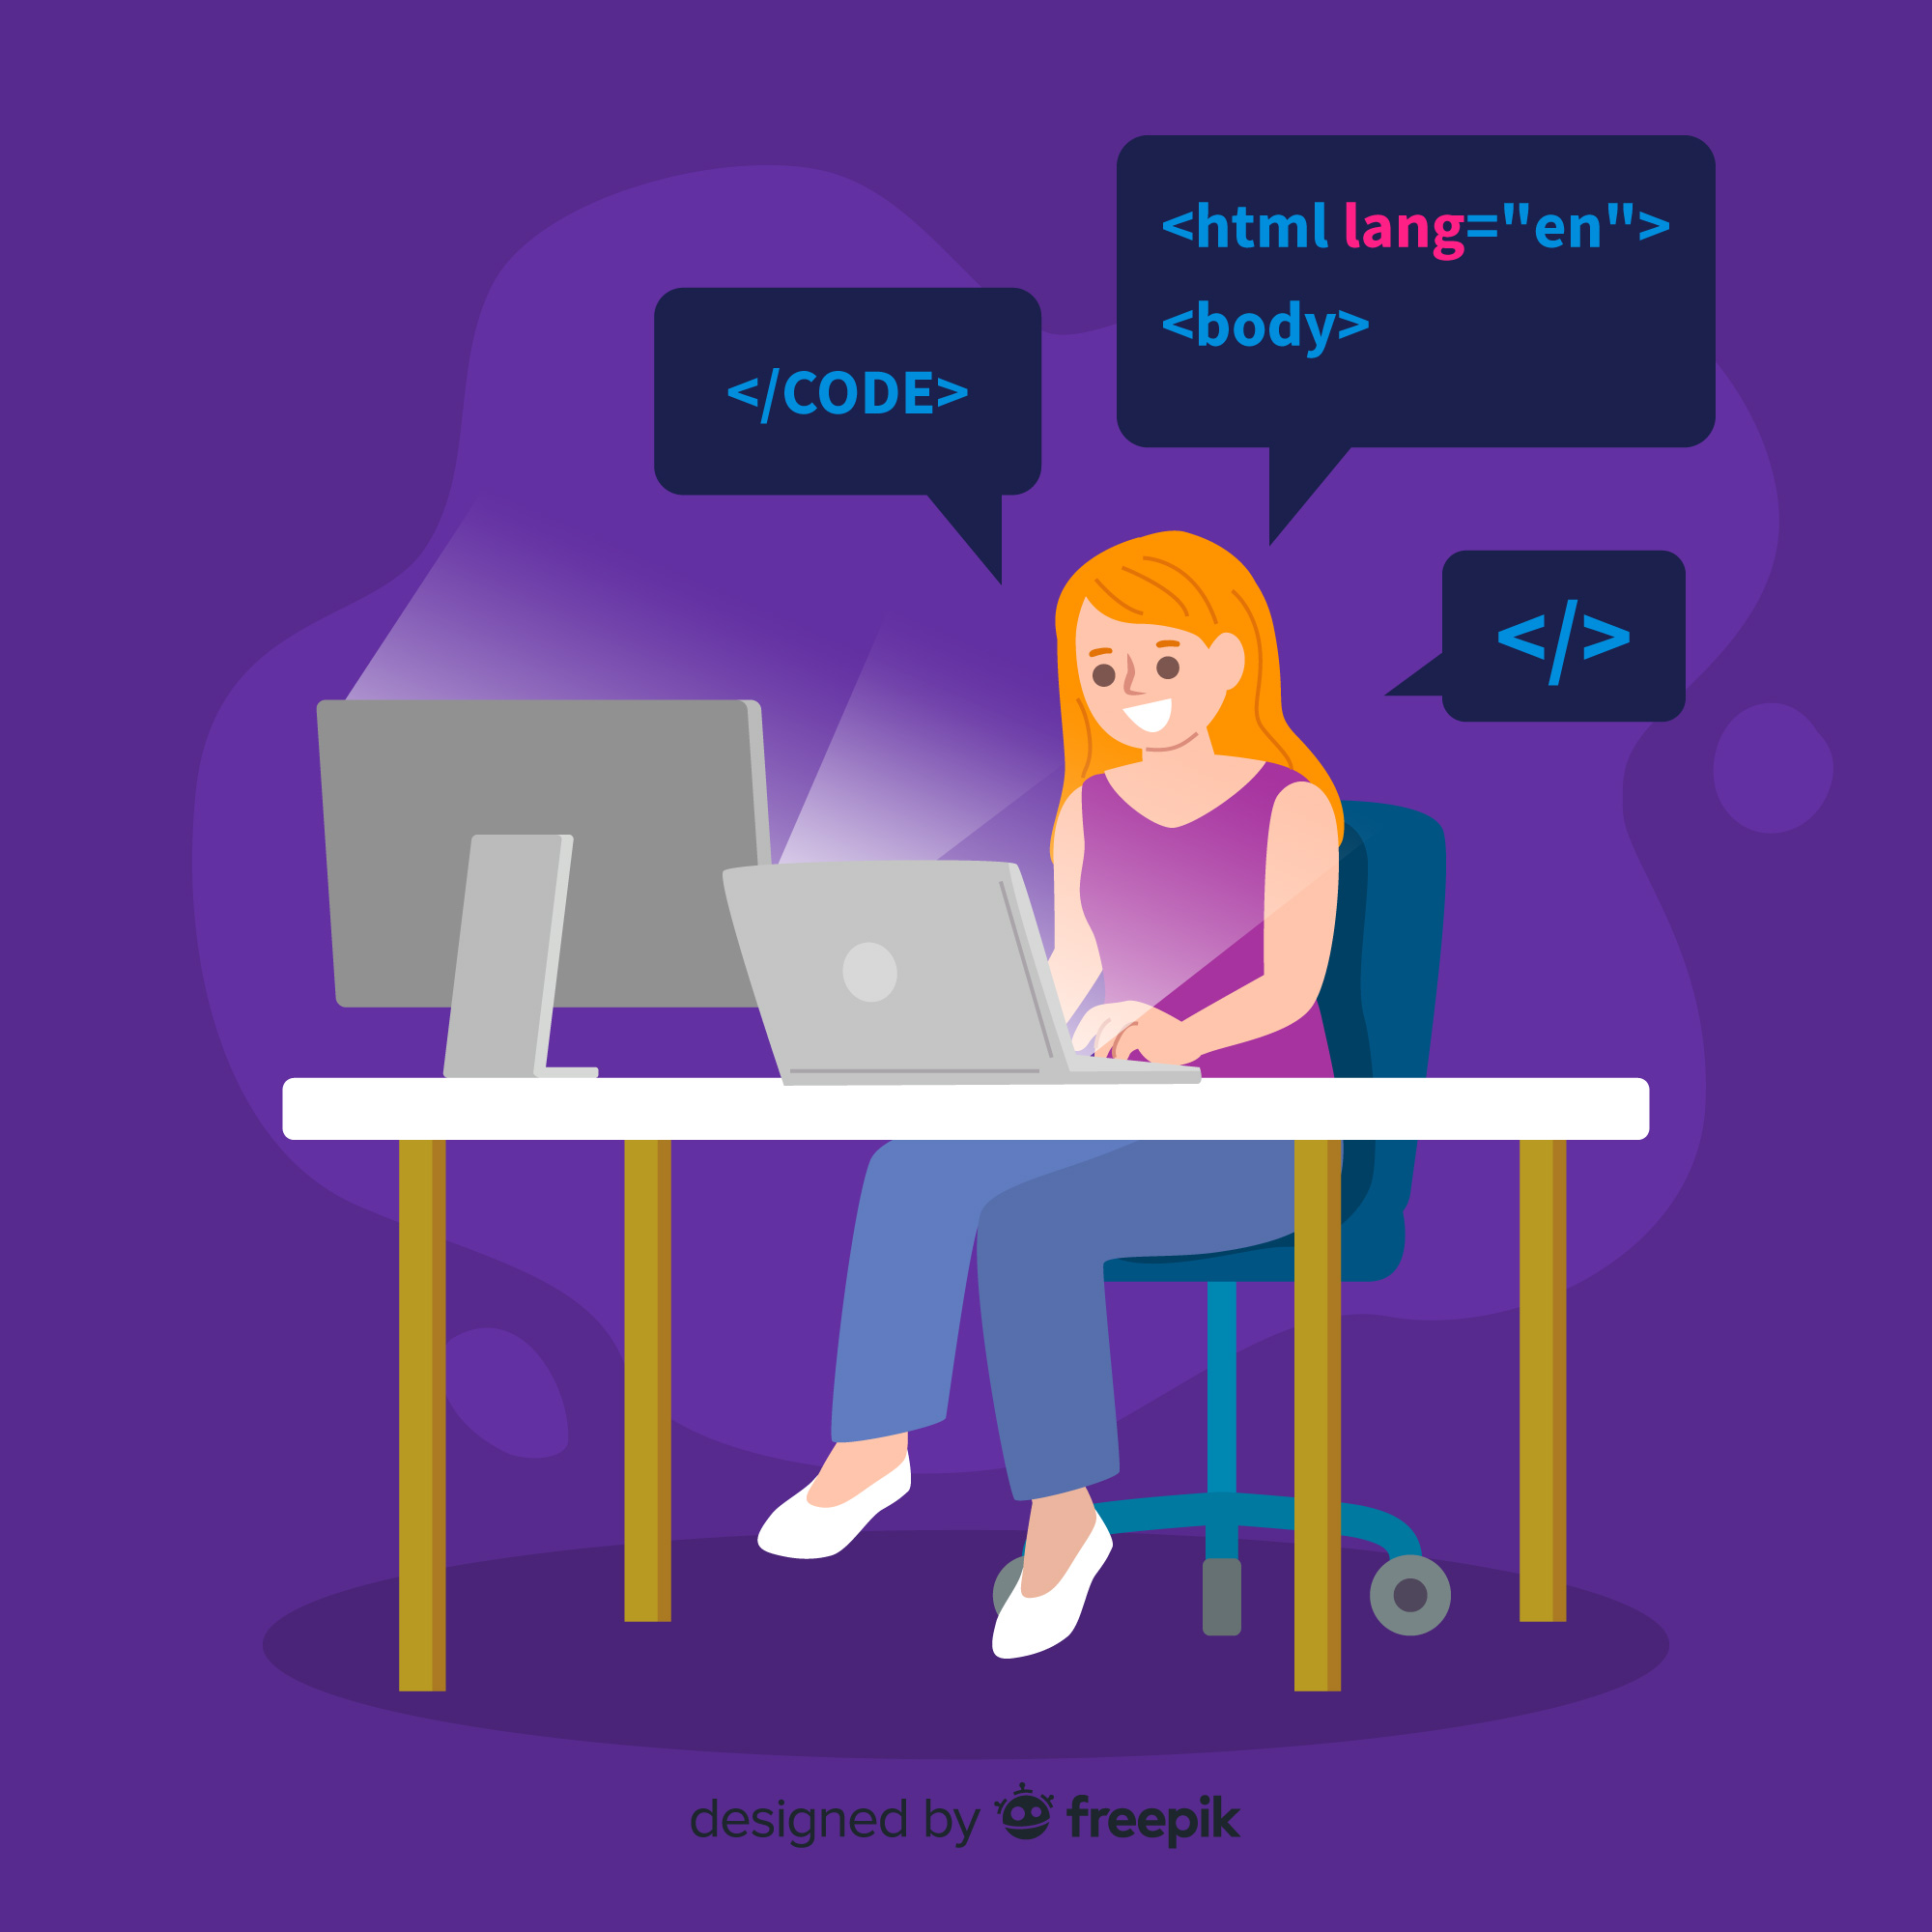 <html lang=''en''>
<body>
</CODE>
</>
designed by freepik